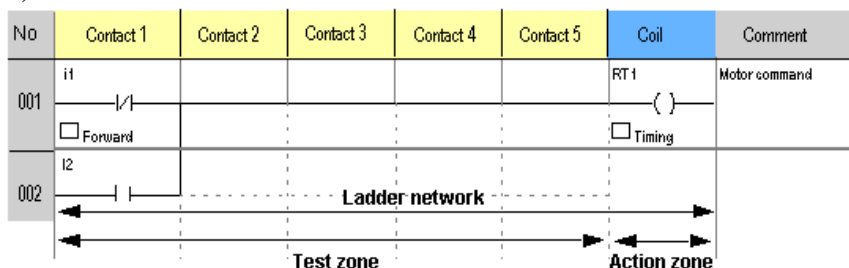 No Contact 1 Contact 2 Contact 3 Contact 4 Contact 5 Coil Comment
i1 RT1 Motor command
001
Forward Timing
I2
002
Ladder network
Test zone Action zone